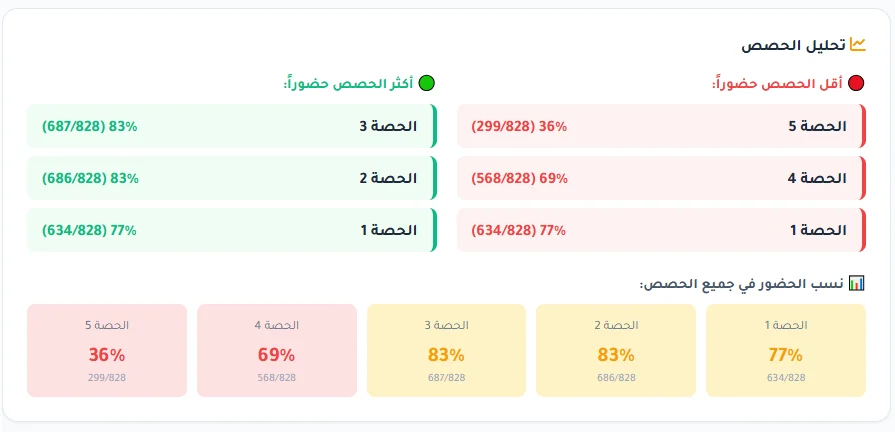 تحليل الحصص
أقل الحصص حضوراً:
الحصة 5
36% (299/828)
الحصة 4
69% (568/828)
الحصة 1
77% (634/828)
أكثر الحصص حضوراً:
الحصة 3
83% (687/828)
الحصة 2
83% (686/828)
الحصة 1
77% (634/828)
نسب الحضور في جميع الحصص:
الحصة 1
77%
634/828
الحصة 2
83%
686/828
الحصة 3
83%
687/828
الحصة 4
69%
568/828
الحصة 5
36%
299/828